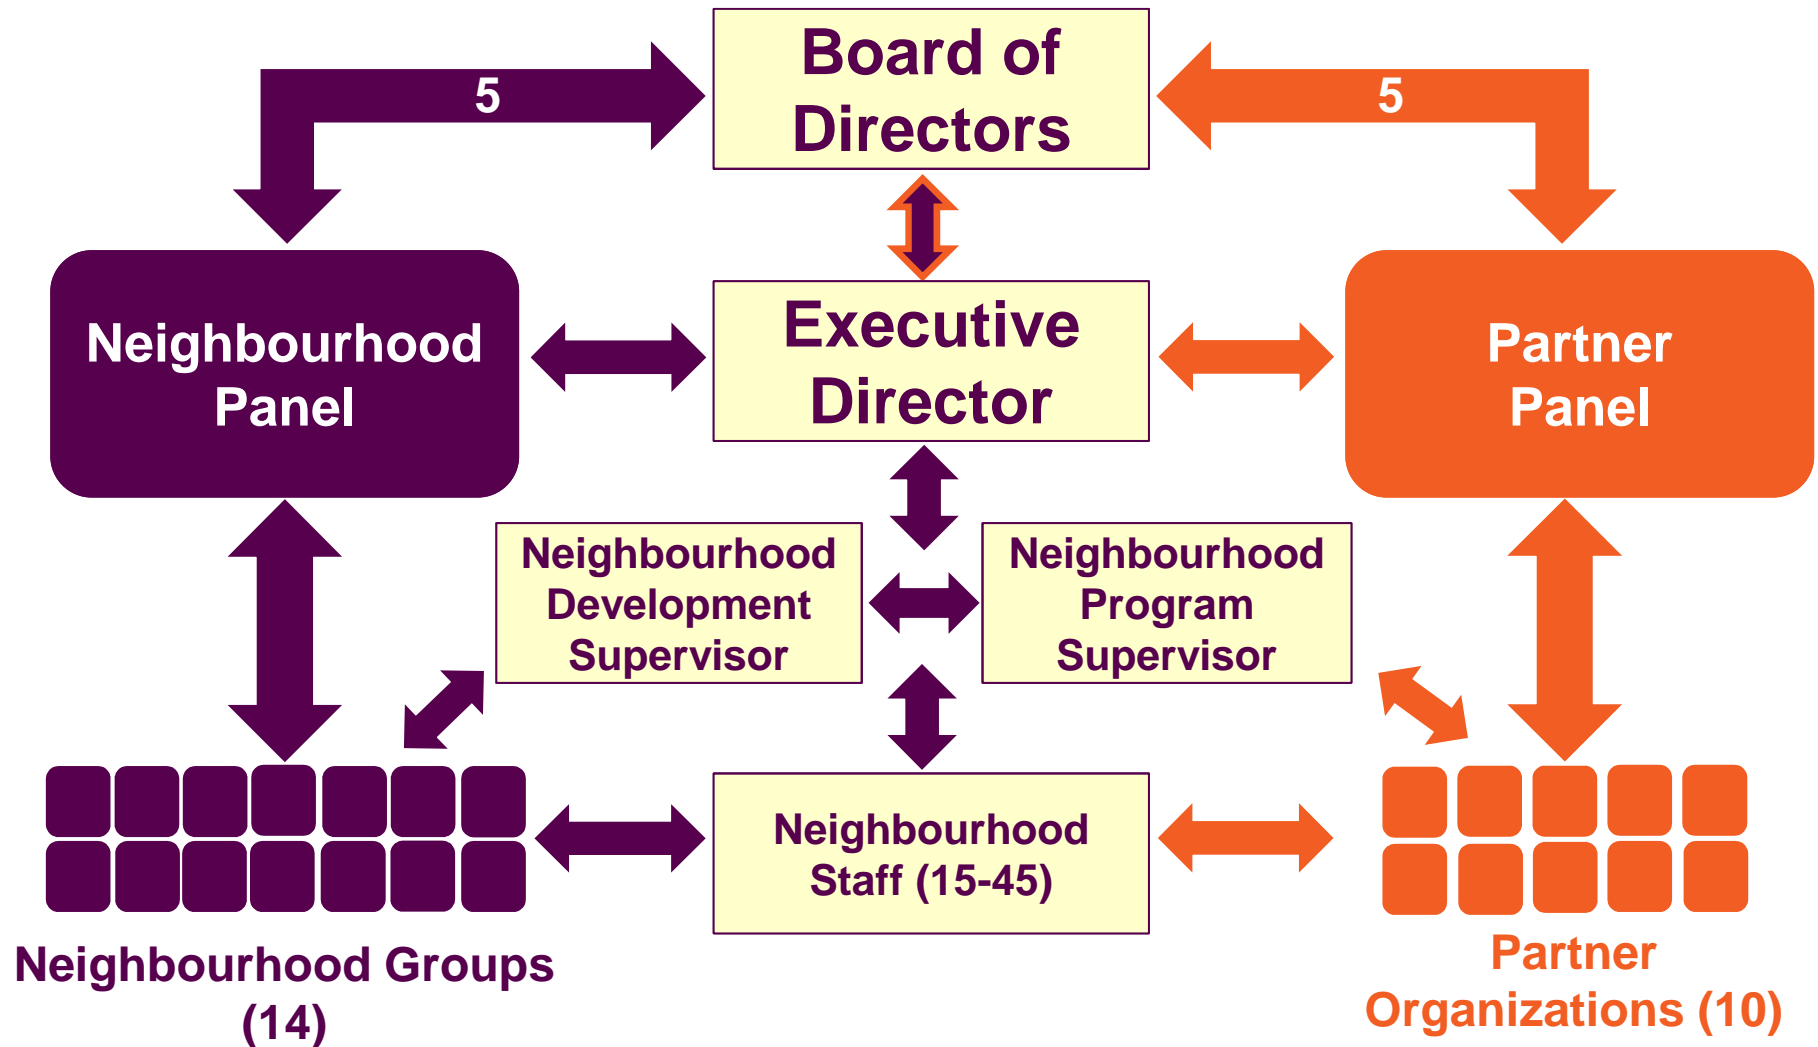 Board of
Directors
5
5
Neighbourhood
Panel
Executive
Director
Partner
Panel
Neighbourhood
Development
Supervisor
Neighbourhood
Program
Supervisor
Neighbourhood
Staff (15-45)
Neighbourhood Groups
(14)
Partner
Organizations (10)